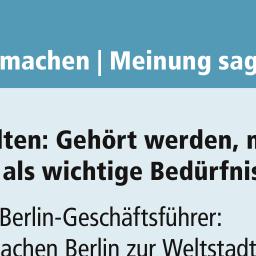 machen | Meinung sag
lten: Gehört werden, n
als wichtige Bedürfnis
Berlin-Geschäftsführer:
achen Berlin zur Weltstadt